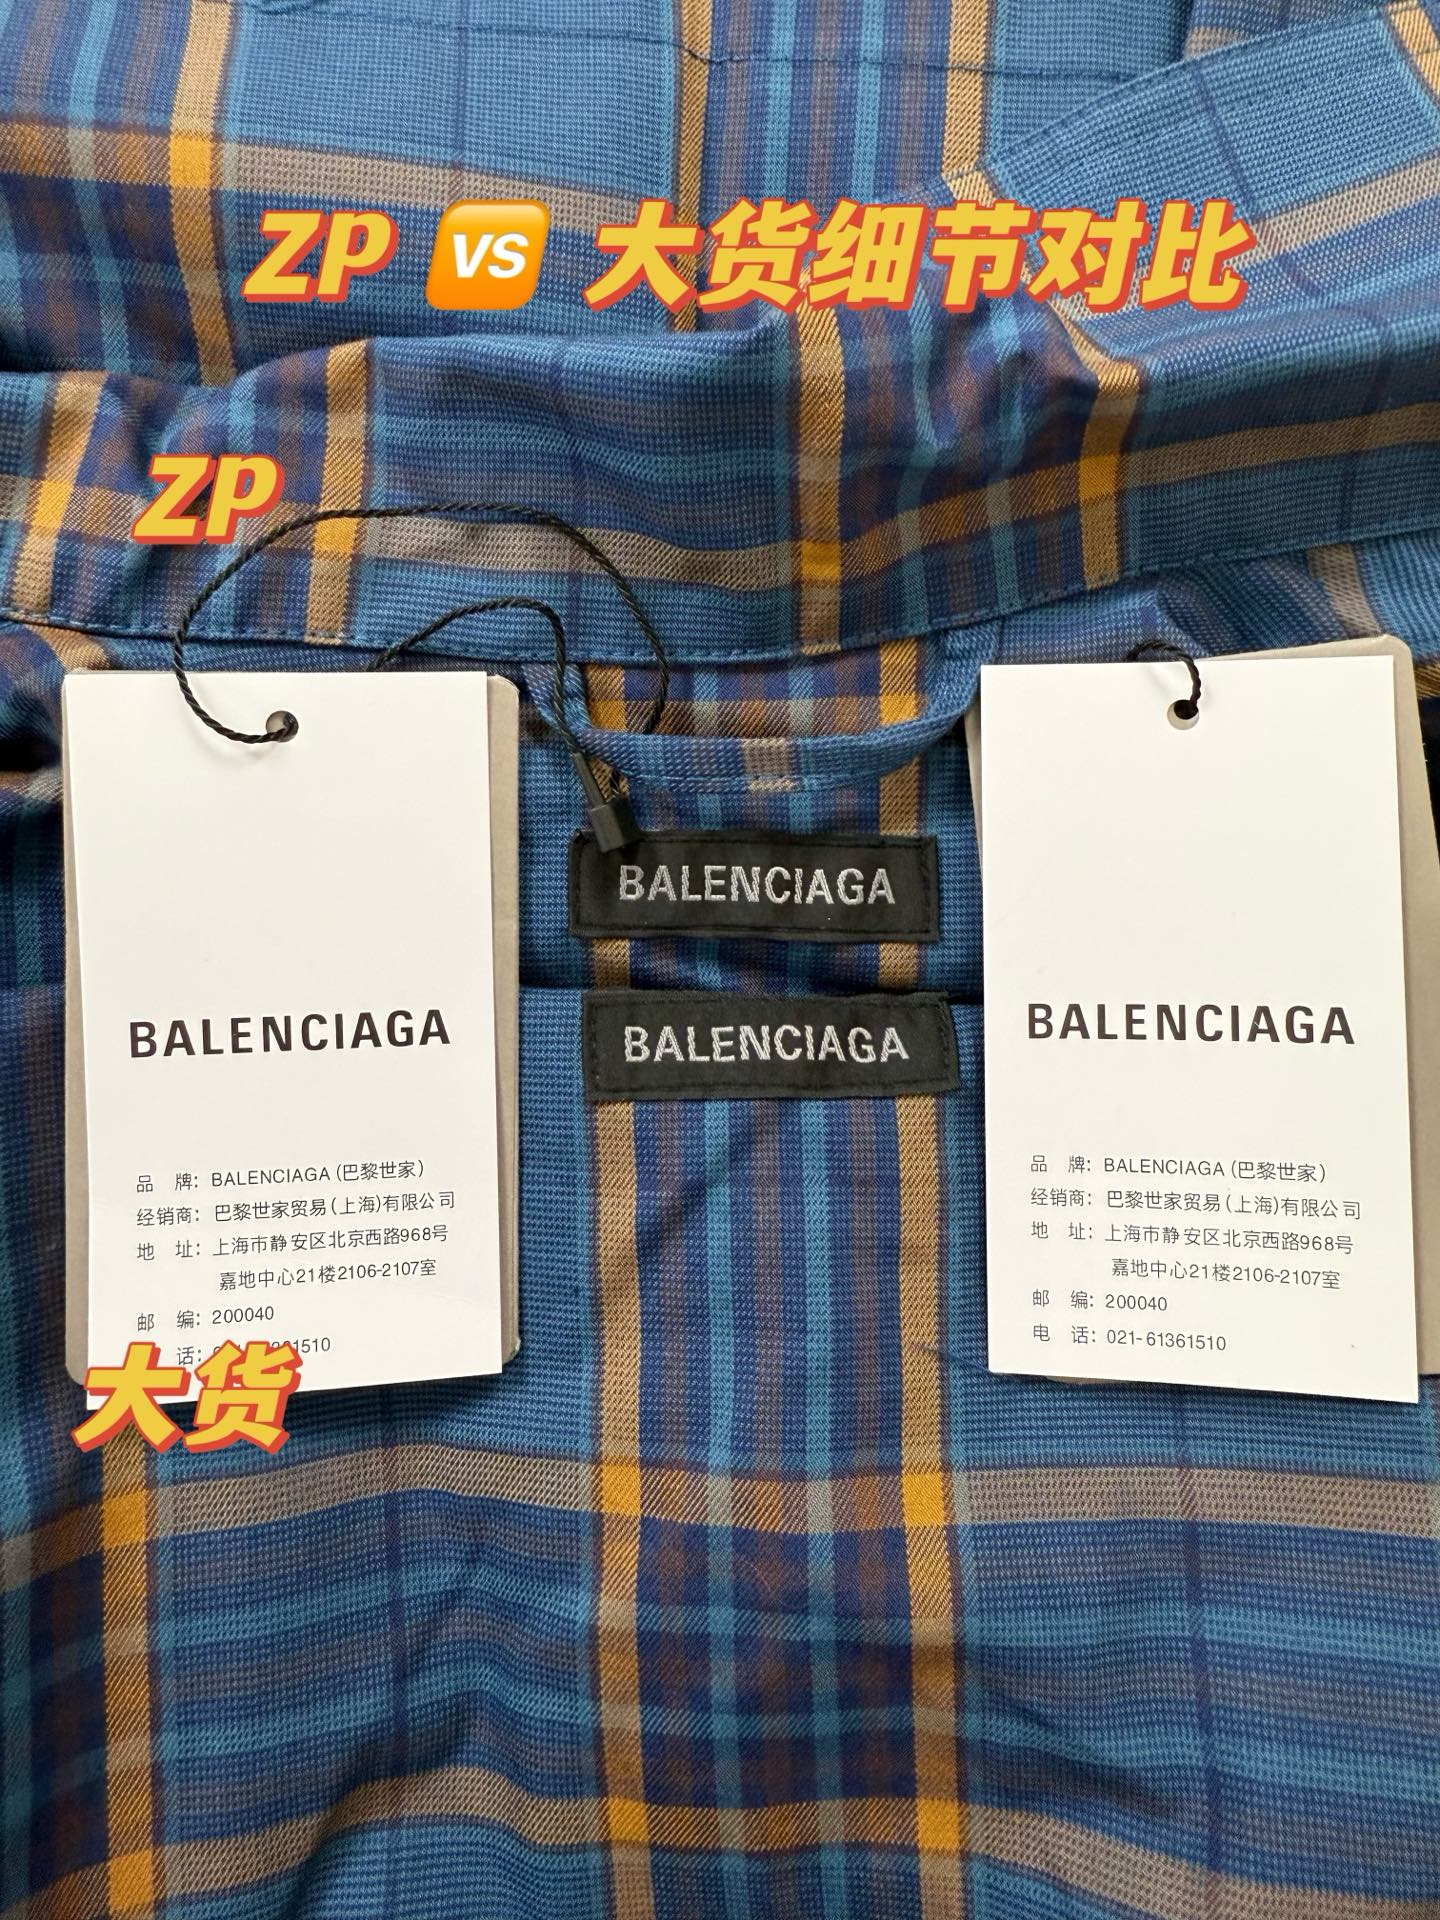 ZP VS 大货细节对比
ZP
BALENCIAGA
BALENCIAGA
BALENCIAGA
品 牌: BALENCIAGA (巴黎世家)
经销商: 巴黎世家贸易(上海)有限公司
地 址: 上海市静安区北京西路968号
嘉地中心21楼2106-2107室
邮 编: 200040
话: 1510
大货
BALENCIAGA
品 牌: BALENCIAGA (巴黎世家)
经销商: 巴黎世家贸易(上海)有限公司
地 址: 上海市静安区北京西路968号
嘉地中心21楼2106-2107室
邮 编: 200040
电 话: 021-61361510